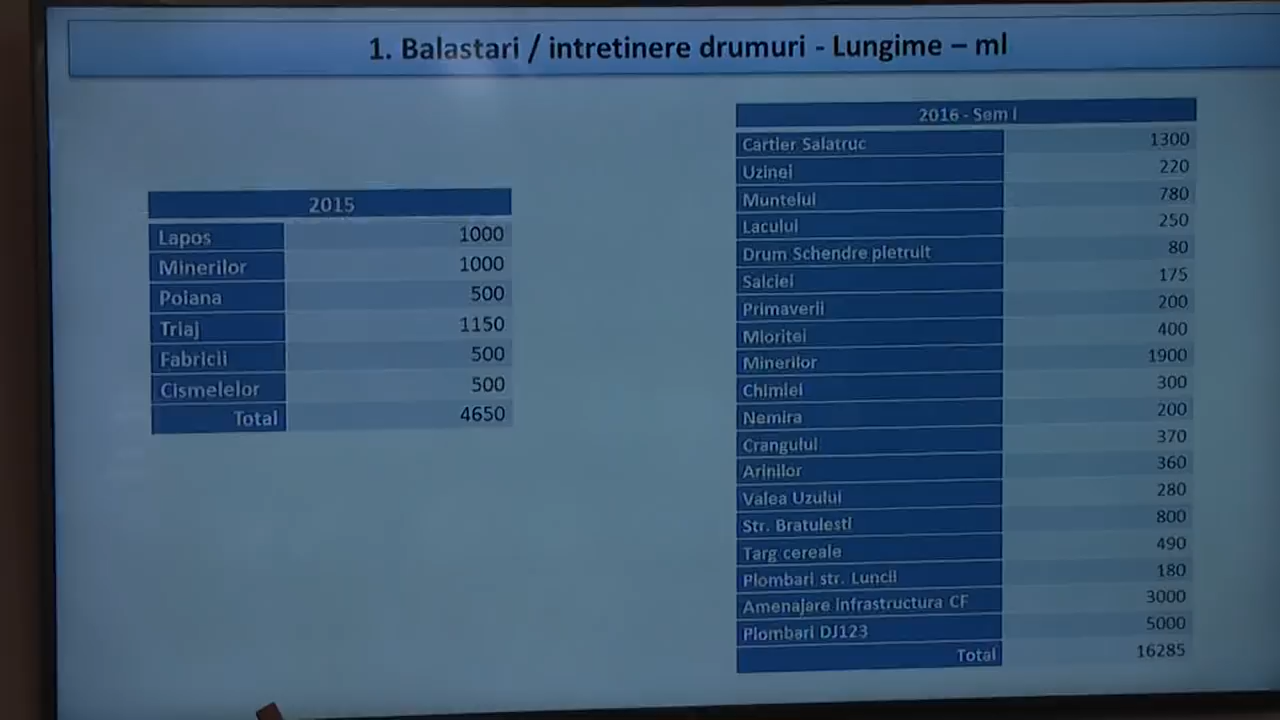 1. Balastari / intretinere drumuri - Lungime – ml
2015
Lapos 1000
Minerilor 1000
Poiana 500
Triaj 1150
Fabricii 500
Cismelelor 500
Total 4650
2016 - Sem I
Cartier Salatruc 1300
Uzinei 220
Muntelui 780
Lacului 250
Drum Schendre pietruit 80
Salciei 175
Primaverii 200
Mioritei 400
Minerilor 1900
Chimiei 300
Nemira 200
Crangului 370
Arinilor 360
Valea Uzului 280
Str. Bratulesti 800
Targ cereale 490
Plombari str. Luncii 180
Amenajare infrastructura CF 3000
Plombari DJ123 5000
Total 16285